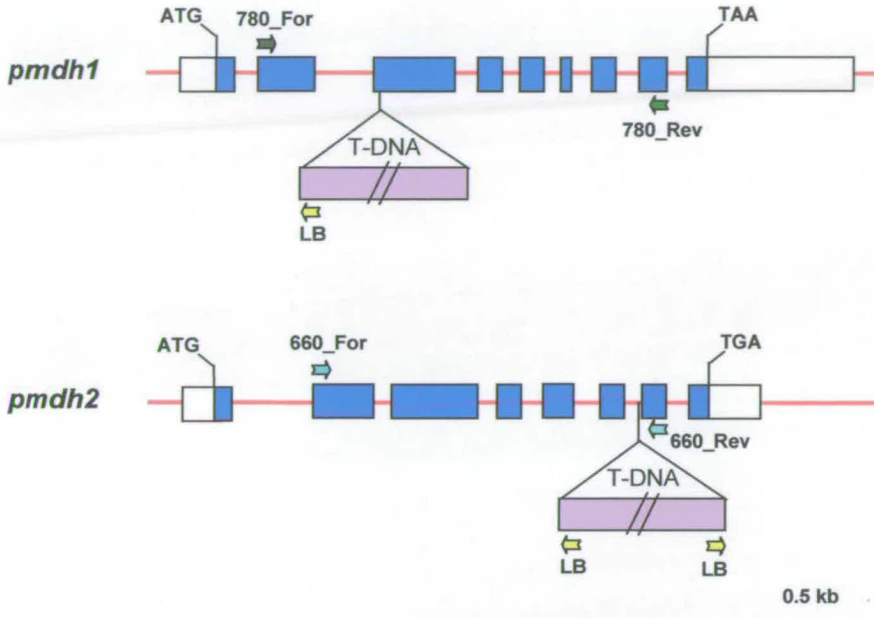 780_For
ATG
TAA
pmdh1
780_Rev
T-DNA
LB
660_For
ATG
TGA
pmdh2
660_Rev
T-DNA
LB LB
0.5 kb